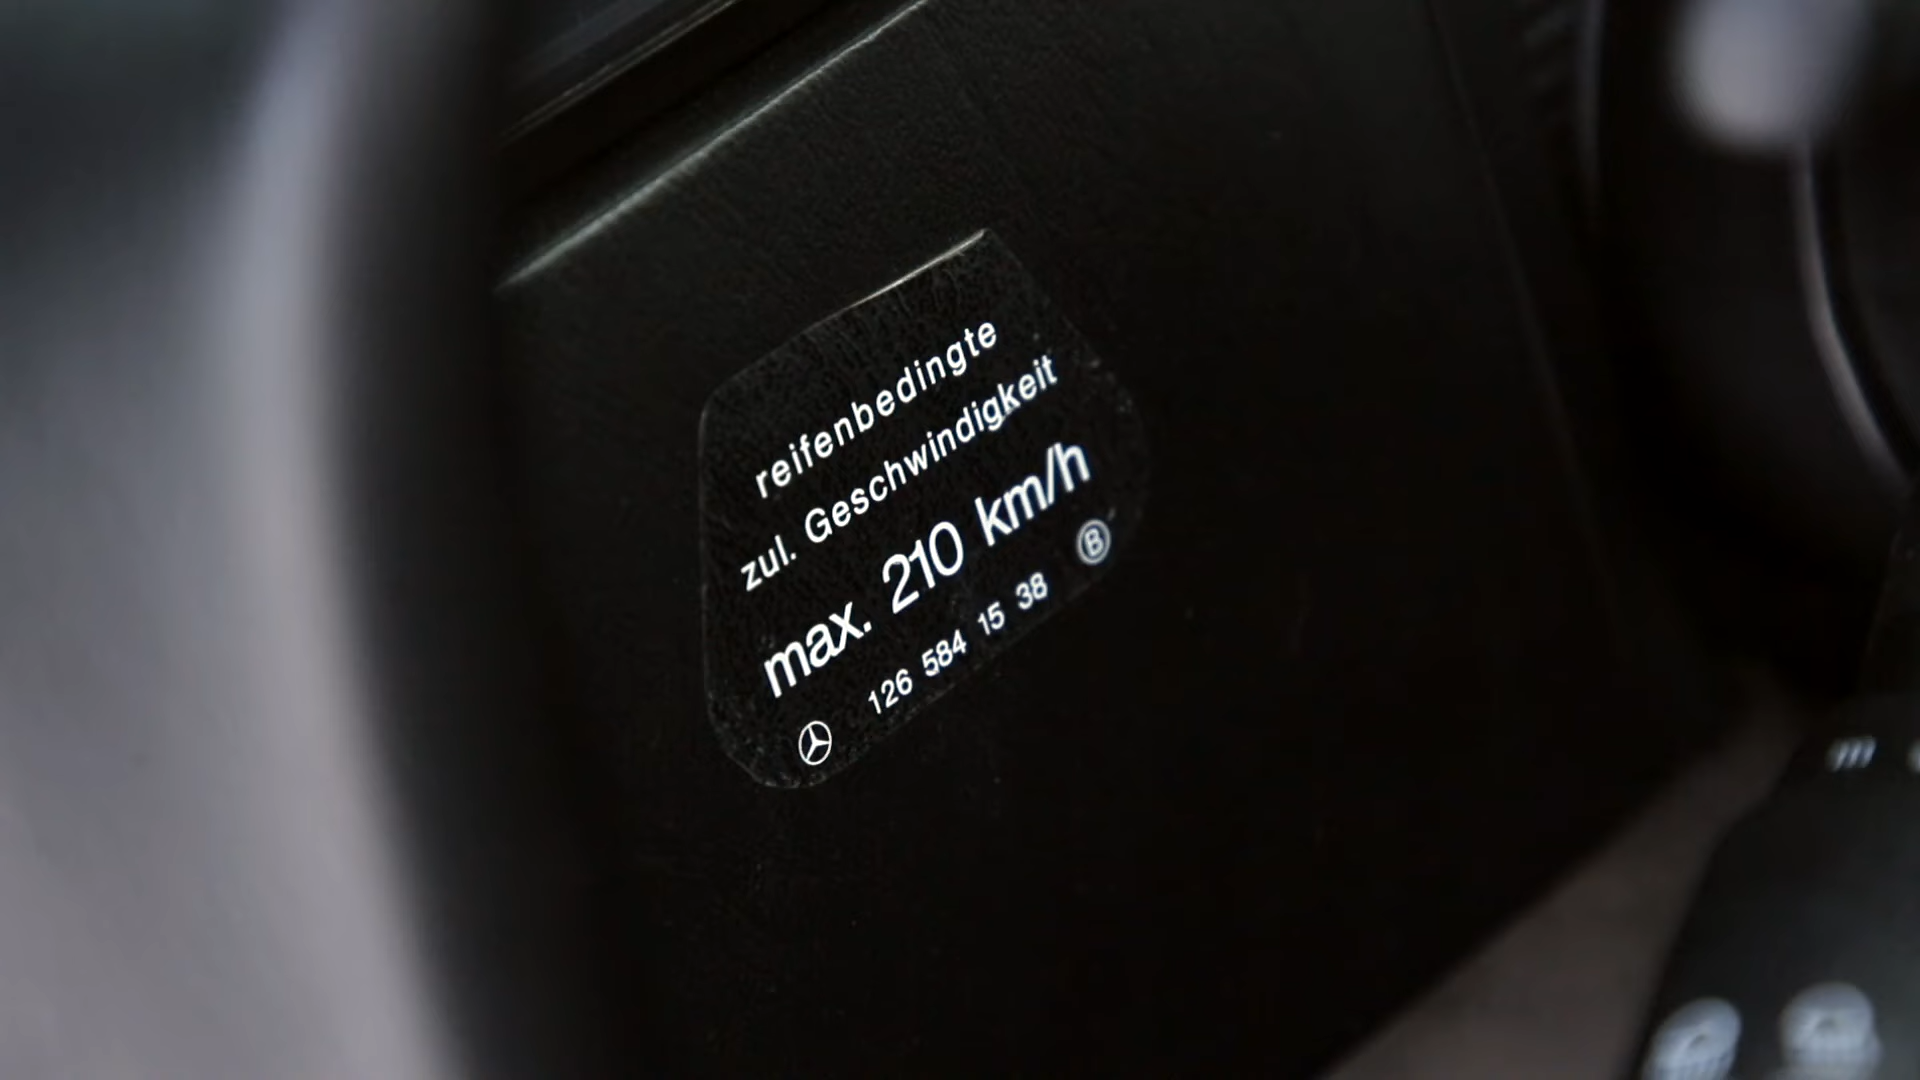 reifenbedingte
zul. Geschwindigkeit
max. 210 km/h
126 584 15 38 Ⓑ